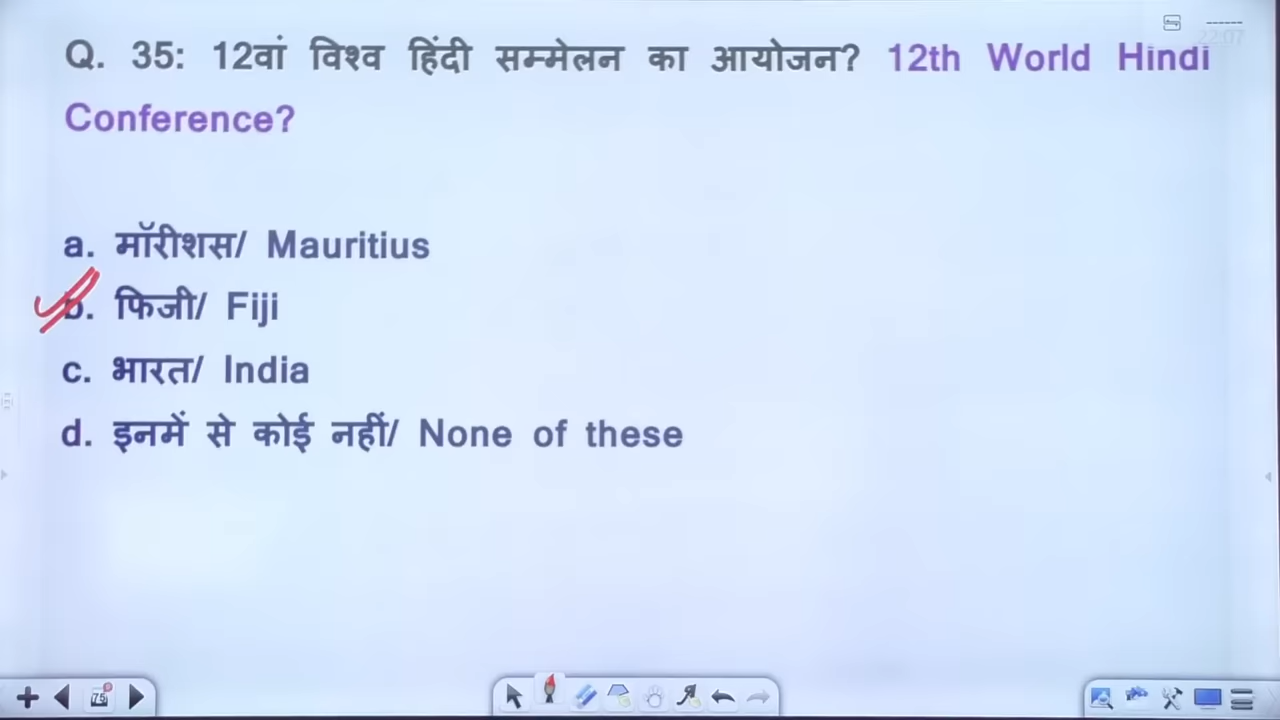 Q. 35: 12वां विश्व हिंदी सम्मेलन का आयोजन? 12th World Hindi
Conference?
a. मॉरीशस/ Mauritius
b. फिजी/ Fiji
c. भारत/ India
d. इनमें से कोई नहीं/ None of these